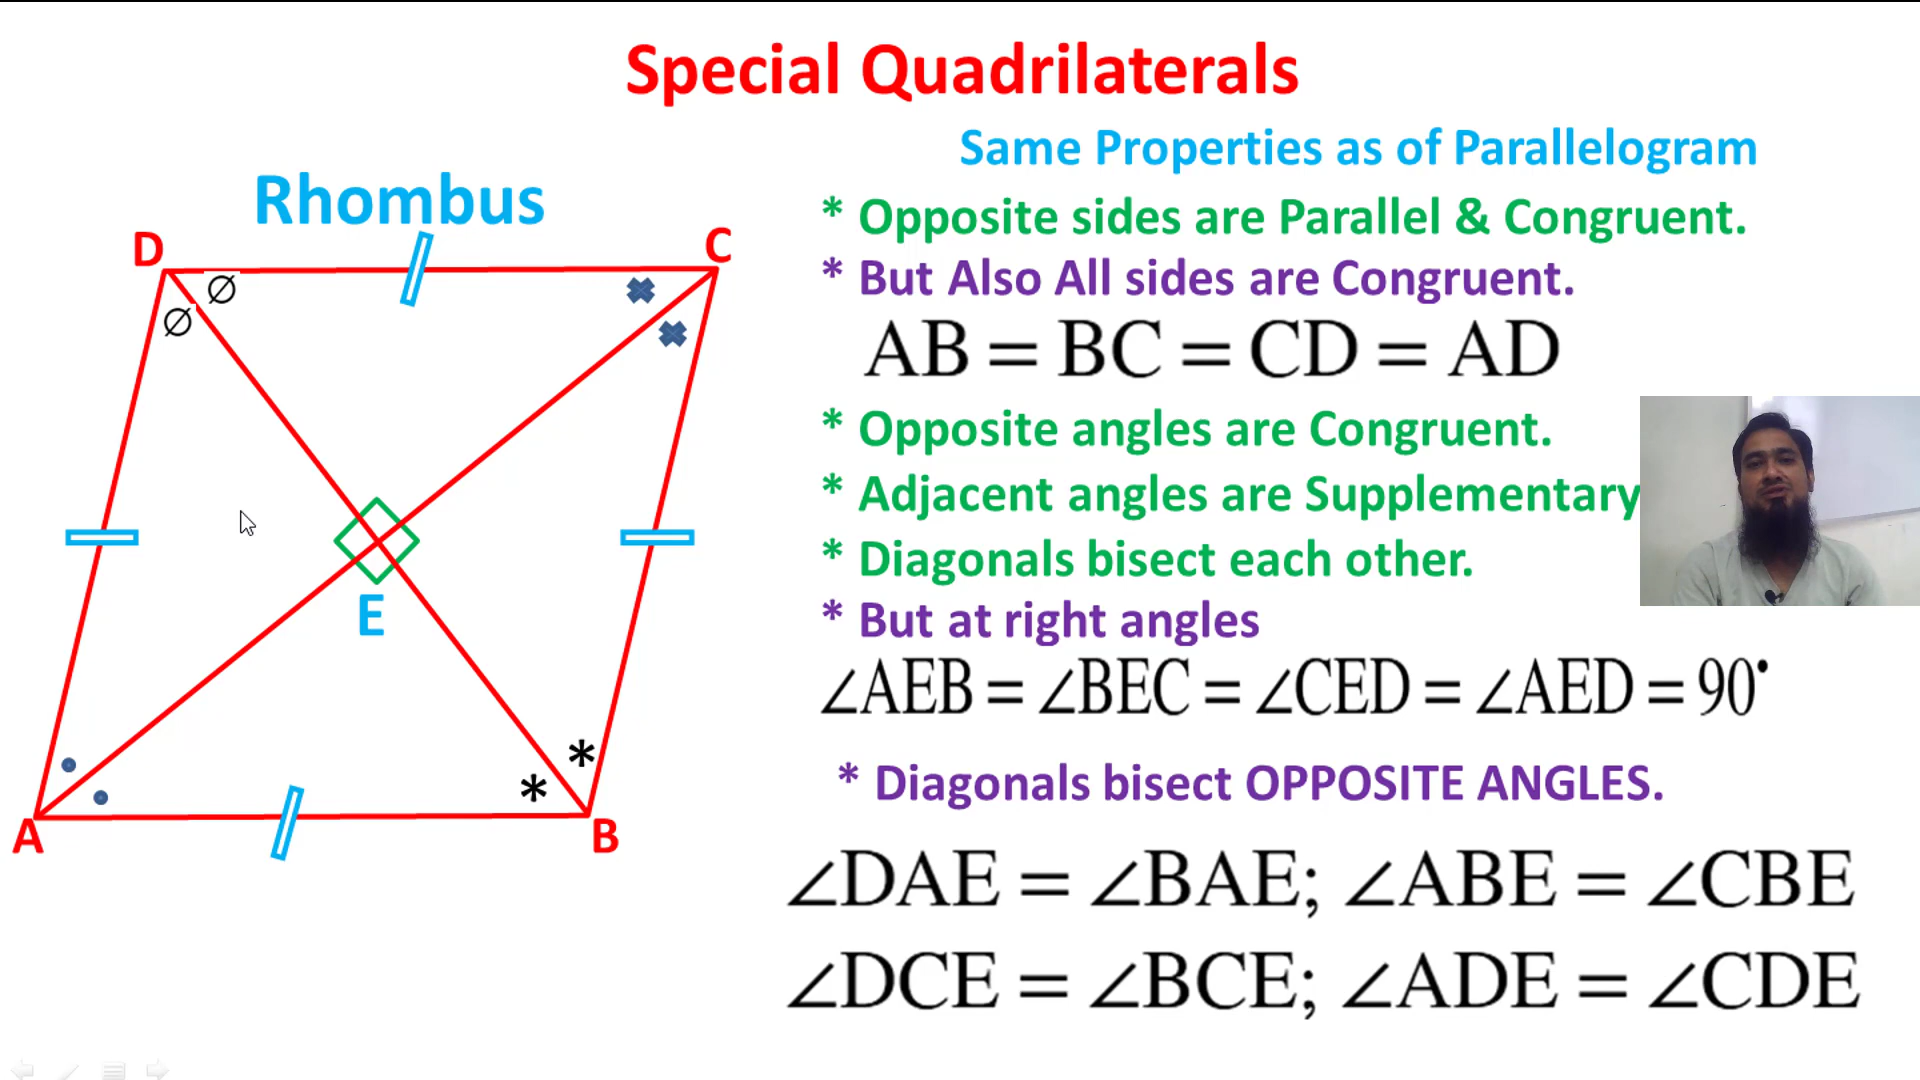 Special Quadrilaterals
Same Properties as of Parallelogram
Rhombus
* Opposite sides are Parallel & Congruent.
* But Also All sides are Congruent.
AB = BC = CD = AD
* Opposite angles are Congruent.
* Adjacent angles are Supplementary
* Diagonals bisect each other.
* But at right angles
∠AEB = ∠BEC = ∠CED = ∠AED = 90°
* Diagonals bisect OPPOSITE ANGLES.
∠DAE = ∠BAE; ∠ABE = ∠CBE
∠DCE = ∠BCE; ∠ADE = ∠CDE
D
C
∅
∅
E
*
*
A
B